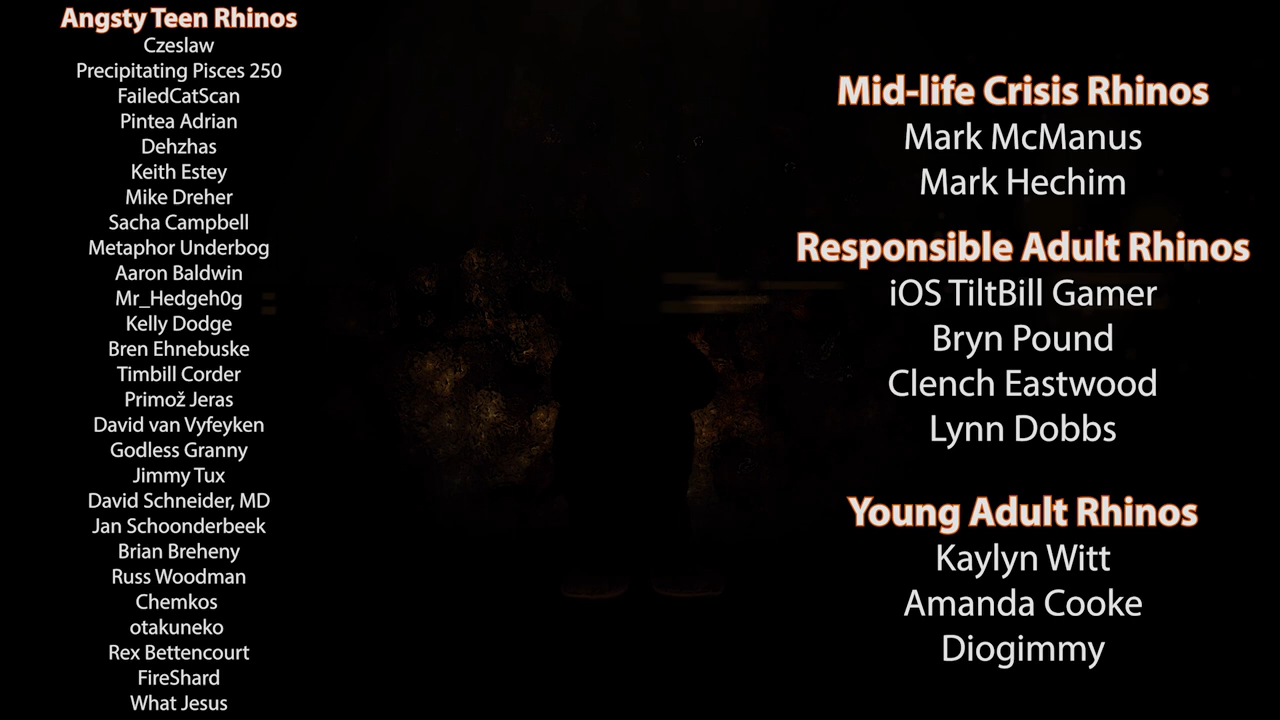 Angsty Teen Rhinos
Czeslaw
Precipitating Pisces 250
FailedCatScan
Pintea Adrian
Dehzhas
Keith Estey
Mike Dreher
Sacha Campbell
Metaphor Underbog
Aaron Baldwin
Mr_Hedgeh0g
Kelly Dodge
Bren Ehnebuske
Timbill Corder
Primož Jeras
David van Vyfeyken
Godless Granny
Jimmy Tux
David Schneider, MD
Jan Schoonderbeek
Brian Breheny
Russ Woodman
Chemkos
otakuneko
Rex Bettencourt
FireShard
What Jesus
Mid-life Crisis Rhinos
Mark McManus
Mark Hechim
Responsible Adult Rhinos
iOS TiltBill Gamer
Bryn Pound
Clench Eastwood
Lynn Dobbs
Young Adult Rhinos
Kaylyn Witt
Amanda Cooke
Diogimmy